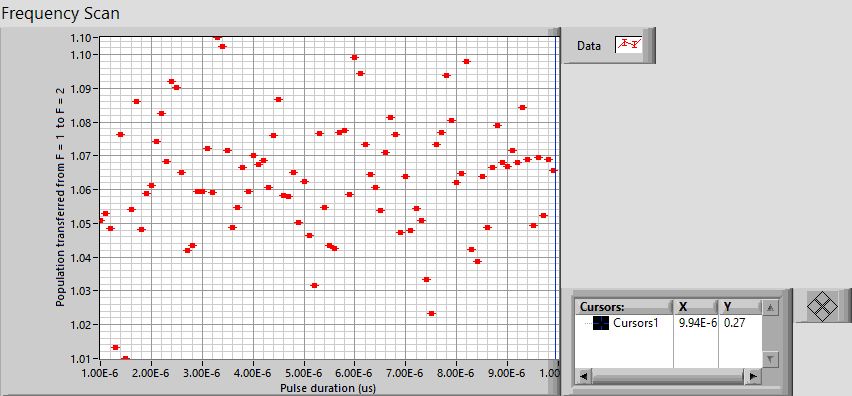 Frequency Scan
Data
Population transferred from F = 1 to F = 2
1.10
1.10
1.09
1.08
1.07
1.06
1.05
1.04
1.03
1.02
1.01
1.00E-6 2.00E-6 3.00E-6 4.00E-6 5.00E-6 6.00E-6 7.00E-6 8.00E-6 9.00E-6 1.00
Pulse duration (us)
Cursors: X Y
Cursors1 9.94E-6 0.27